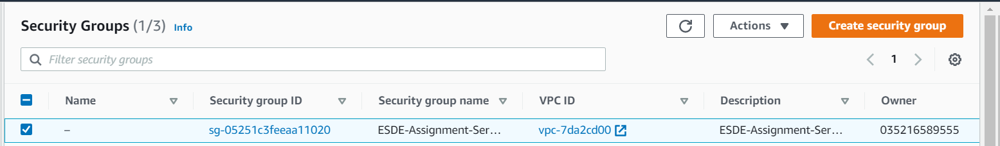 Security Groups (1/3) Info Actions Create security group
Filter security groups 1
Name Security group ID Security group name VPC ID Description Owner
– sg-05251c3feeaa11020 ESDE-Assignment-Ser... vpc-7da2cd00 ESDE-Assignment-Ser... 035216589555